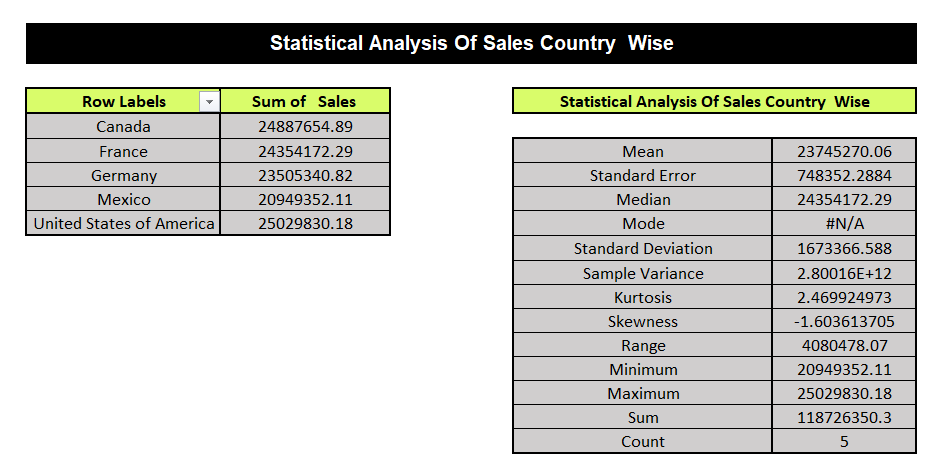 Statistical Analysis Of Sales Country  Wise
Row Labels Sum of   Sales
Canada 24887654.89
France 24354172.29
Germany 23505340.82
Mexico 20949352.11
United States of America 25029830.18
Statistical Analysis Of Sales Country  Wise
Mean 23745270.06
Standard Error 748352.2884
Median 24354172.29
Mode #N/A
Standard Deviation 1673366.588
Sample Variance 2.80016E+12
Kurtosis 2.469924973
Skewness -1.603613705
Range 4080478.07
Minimum 20949352.11
Maximum 25029830.18
Sum 118726350.3
Count 5